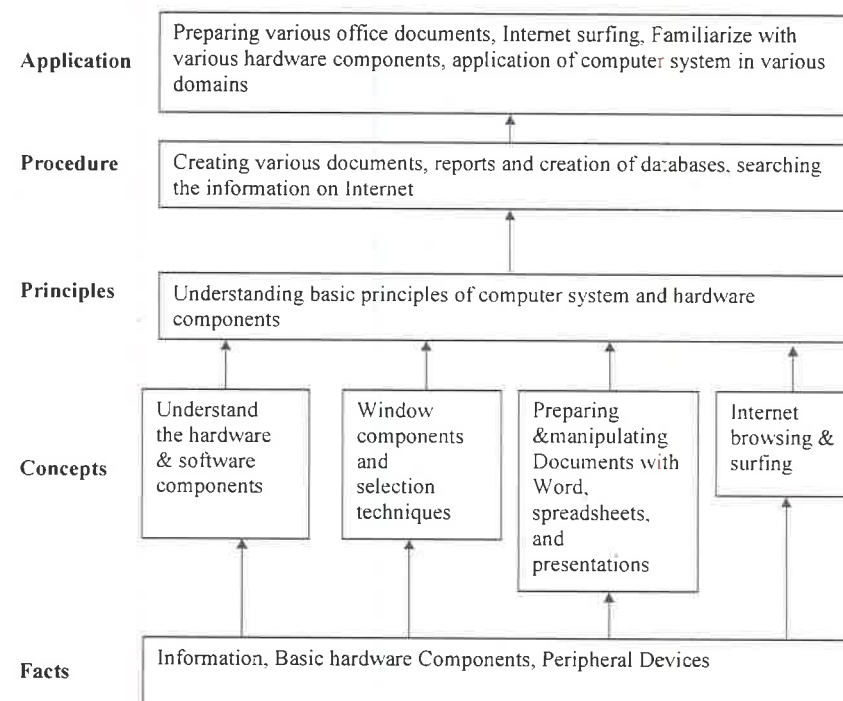 Application
Preparing various office documents, Internet surfing, Familiarize with
various hardware components, application of computer system in various
domains
Procedure
Creating various documents, reports and creation of databases, searching
the information on Internet
Principles
Understanding basic principles of computer system and hardware
components
Concepts
Understand
the hardware
& software
components
Window
components
and
selection
techniques
Preparing
&manipulating
Documents with
Word,
spreadsheets,
and
presentations
Internet
browsing &
surfing
Facts
Information, Basic hardware Components, Peripheral Devices